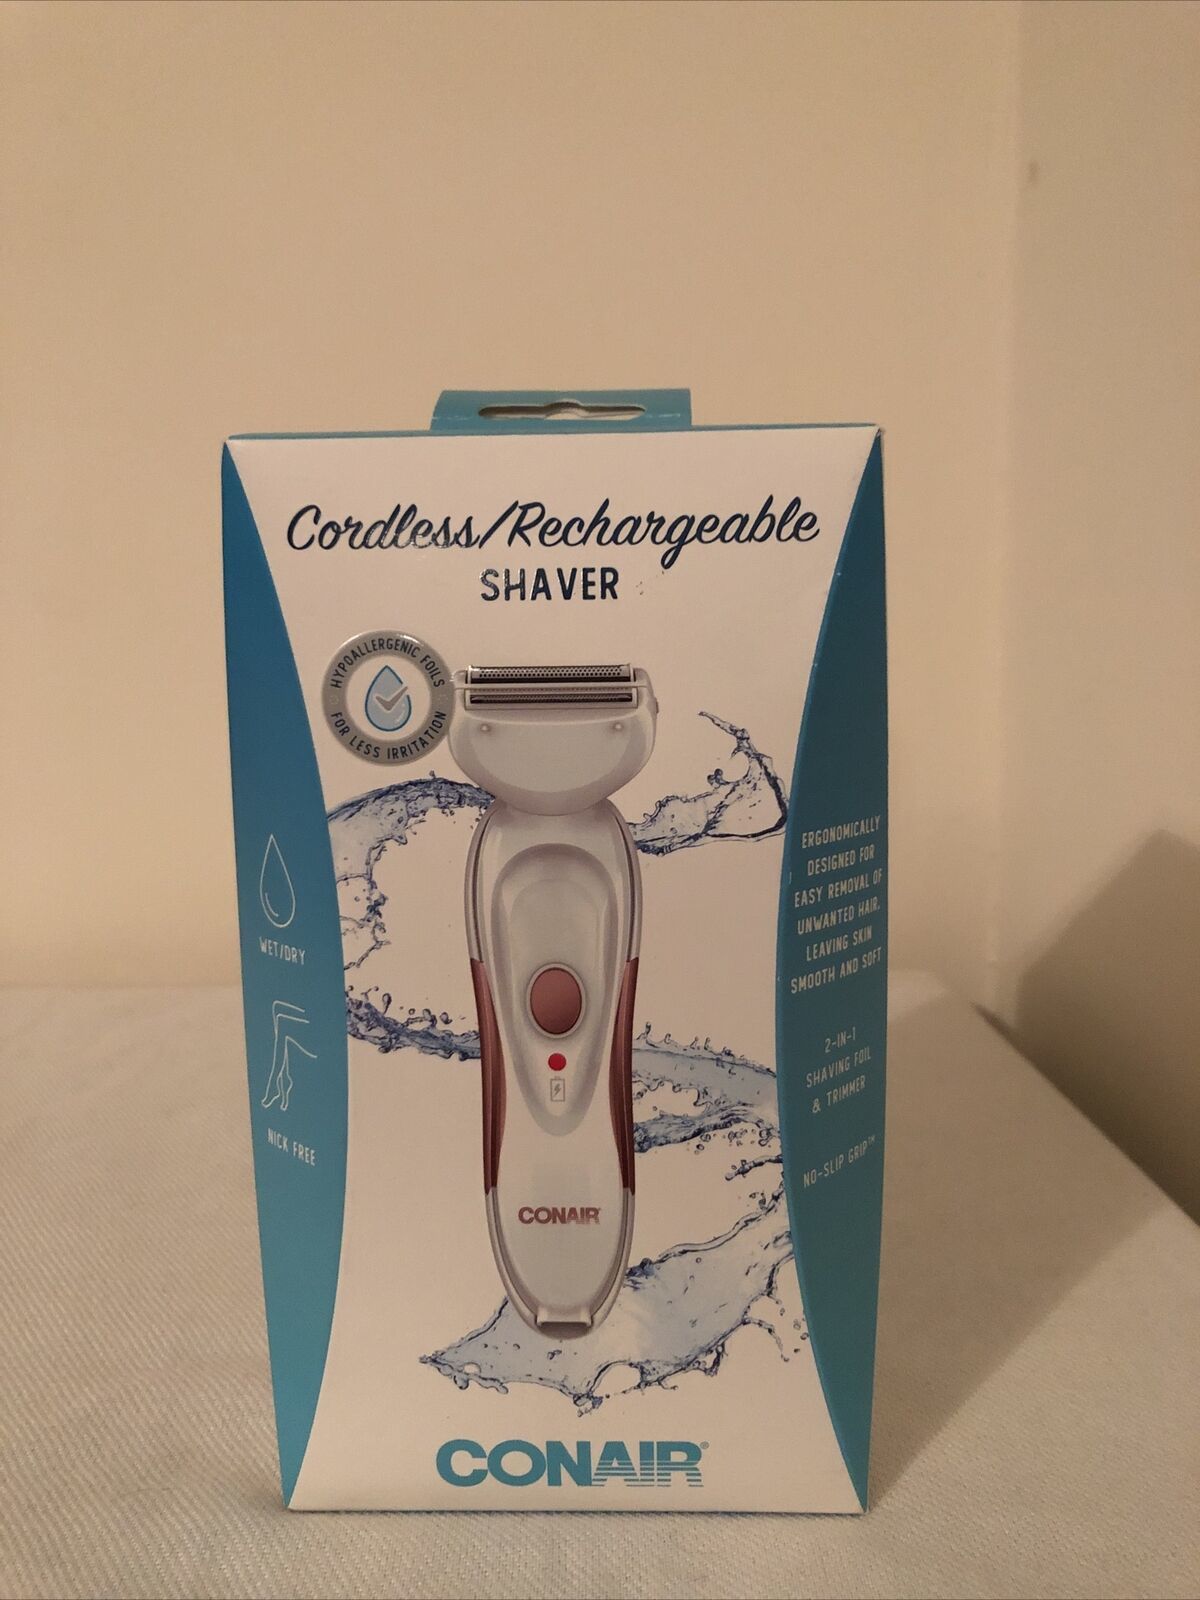 Cordless/Rechargeable
SHAVER
HYPOALLERGENIC FOILS
FOR LESS IRRITATION
WET/DRY
NICK FREE
ERGONOMICALLY
DESIGNED FOR
EASY REMOVAL OF
UNWANTED HAIR,
LEAVING SKIN
SMOOTH AND SOFT
2-IN-1
SHAVING FOIL
& TRIMMER
NO-SLIP GRIP™
CONAIR
CONAIR®